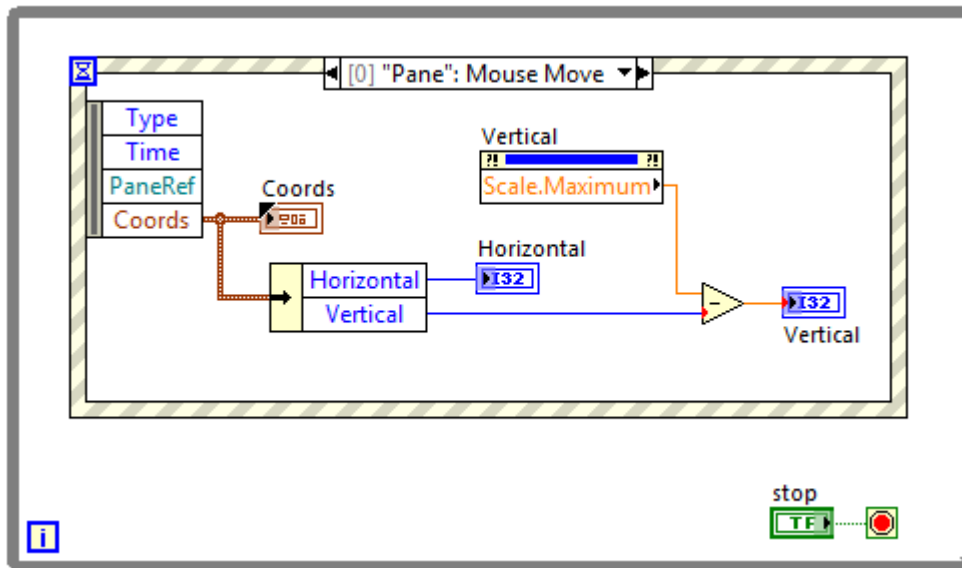 [0] "Pane": Mouse Move
Type
Time
PaneRef
Coords
Coords
Vertical
?! ?!
Scale.Maximum
Horizontal
I32
Horizontal
Vertical
-
I32
Vertical
stop
TF
i